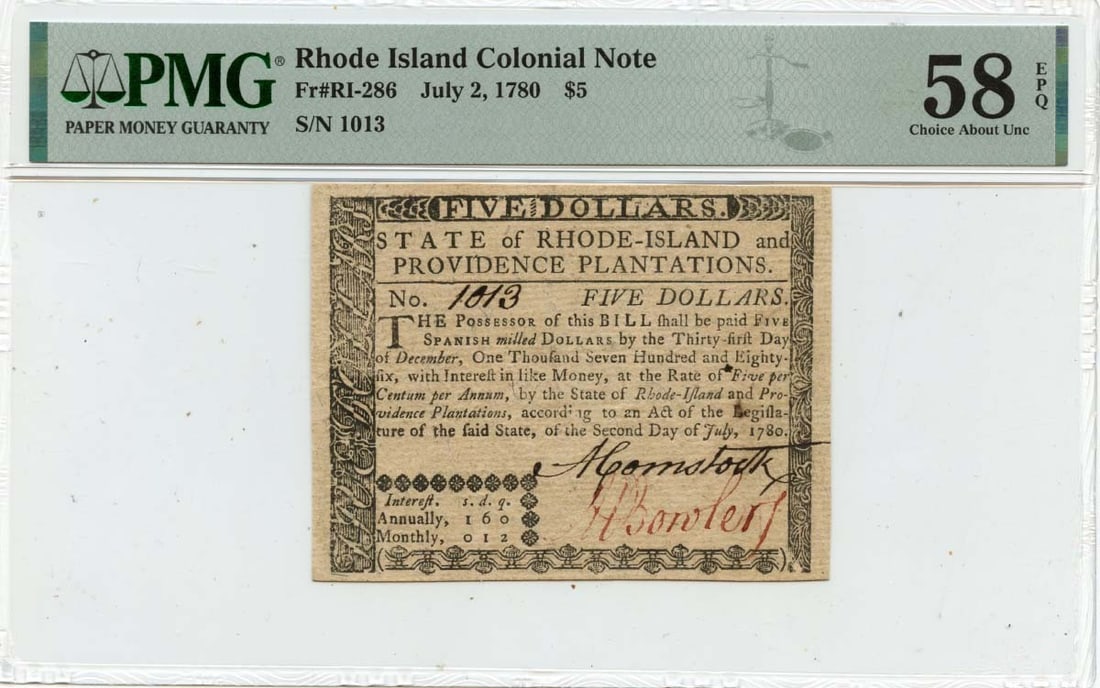 PMG® Rhode Island Colonial Note
Fr#RI-286 July 2, 1780 $5
PAPER MONEY GUARANTY S/N 1013
58 EPQ
Choice About Unc
FIVE DOLLARS.
STATE of RHODE-ISLAND and
PROVIDENCE PLANTATIONS.
No. 1013 FIVE DOLLARS.
THE POSSESSOR of this BILL ſhall be paid FIVE
SPANISH milled DOLLARS by the Thirty-firſt Day
of December, One Thouſand Seven Hundred and Eighty-
ſix, with Intereſt in like Money, at the Rate of Five per
Centum per Annum, by the State of Rhode-Iſland and Pro-
vidence Plantations, according to an Act of the Legiſla-
ture of the ſaid State, of the Second Day of July, 1780.
AComstock
Bowler
Intereſt. s. d. q.
Annually, 1 6 0
Monthly, 0 1 2